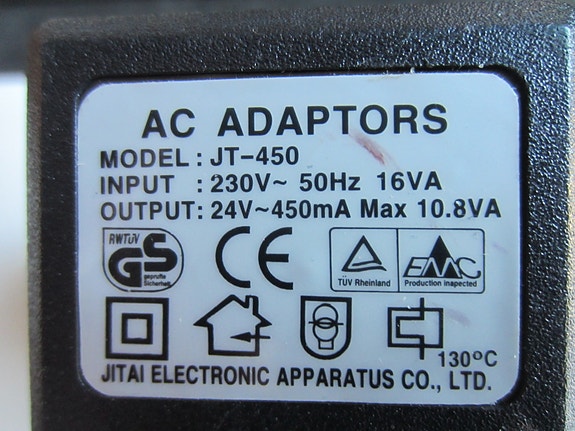 AC ADAPTORS
MODEL : JT-450
INPUT : 230V~ 50Hz 16VA
OUTPUT: 24V~450mA Max 10.8VA
RWTÜV
GS
geprüfte
Sicherheit
CE
TÜV Rheinland
EMC
Production inspected
130°C
JITAI ELECTRONIC APPARATUS CO., LTD.